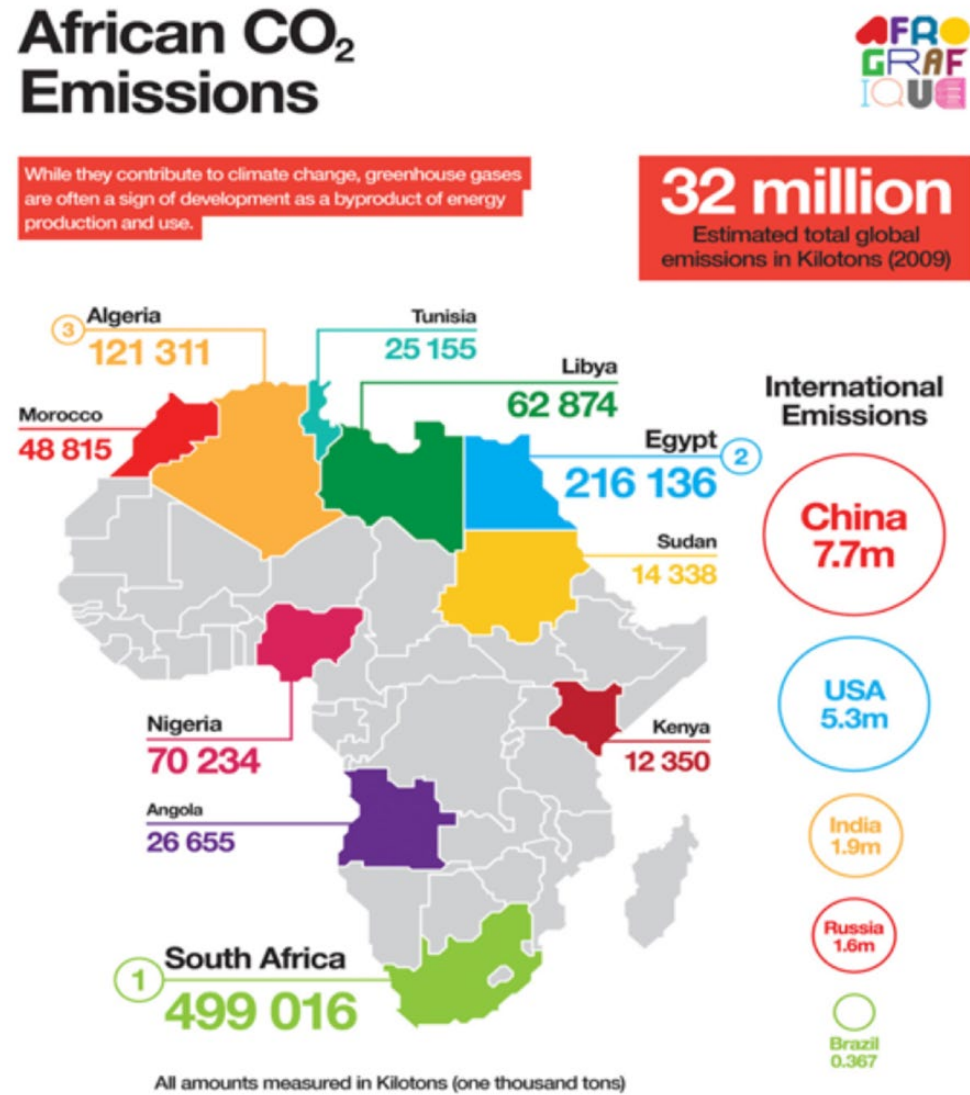 African CO₂
Emissions
AFRO
GRAF
IQUE
While they contribute to climate change, greenhouse gases
are often a sign of development as a byproduct of energy
production and use.
32 million
Estimated total global
emissions in Kilotons (2009)
3
Algeria
121 311
Tunisia
25 155
Libya
62 874
Morocco
48 815
Egypt
216 136
2
Sudan
14 338
Nigeria
70 234
Kenya
12 350
Angola
26 655
1
South Africa
499 016
International
Emissions
China
7.7m
USA
5.3m
India
1.9m
Russia
1.6m
Brazil
0.367
All amounts measured in Kilotons (one thousand tons)